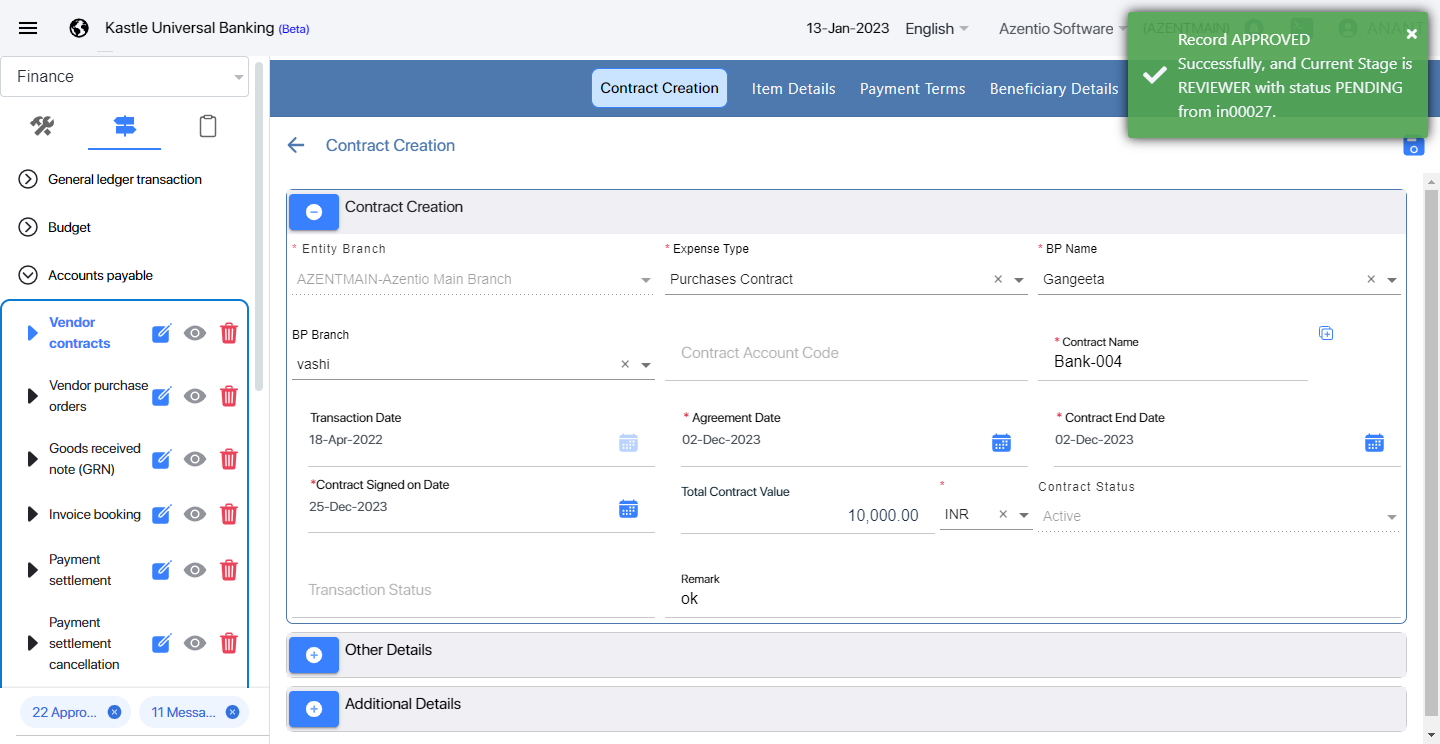 Kastle Universal Banking (Beta)
13-Jan-2023
English
Azentio Software
(AZENTMAIN)
Record APPROVED
Successfully, and Current Stage is
REVIEWER with status PENDING
from in00027.
Finance
General ledger transaction
Budget
Accounts payable
Vendor
contracts
Vendor purchase
orders
Goods received
note (GRN)
Invoice booking
Payment
settlement
Payment
settlement
cancellation
22 Appro...
11 Messa...
Contract Creation
Item Details
Payment Terms
Beneficiary Details
Contract Creation
Contract Creation
* Entity Branch
AZENTMAIN-Azentio Main Branch
* Expense Type
Purchases Contract
* BP Name
Gangeeta
BP Branch
vashi
Contract Account Code
* Contract Name
Bank-004
Transaction Date
18-Apr-2022
* Agreement Date
02-Dec-2023
* Contract End Date
02-Dec-2023
*Contract Signed on Date
25-Dec-2023
Total Contract Value
10,000.00
*
INR
Contract Status
Active
Transaction Status
Remark
ok
Other Details
Additional Details